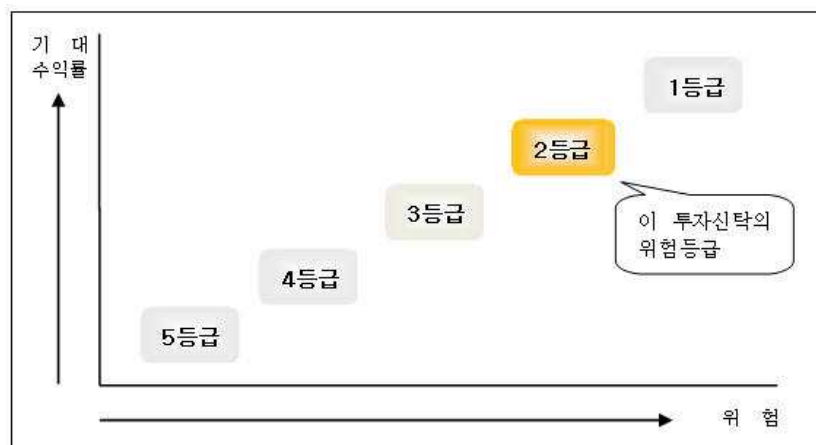 기 대
수익률
1등급
2등급
3등급
이 투자신탁의
위험등급
4등급
5등급
위 험